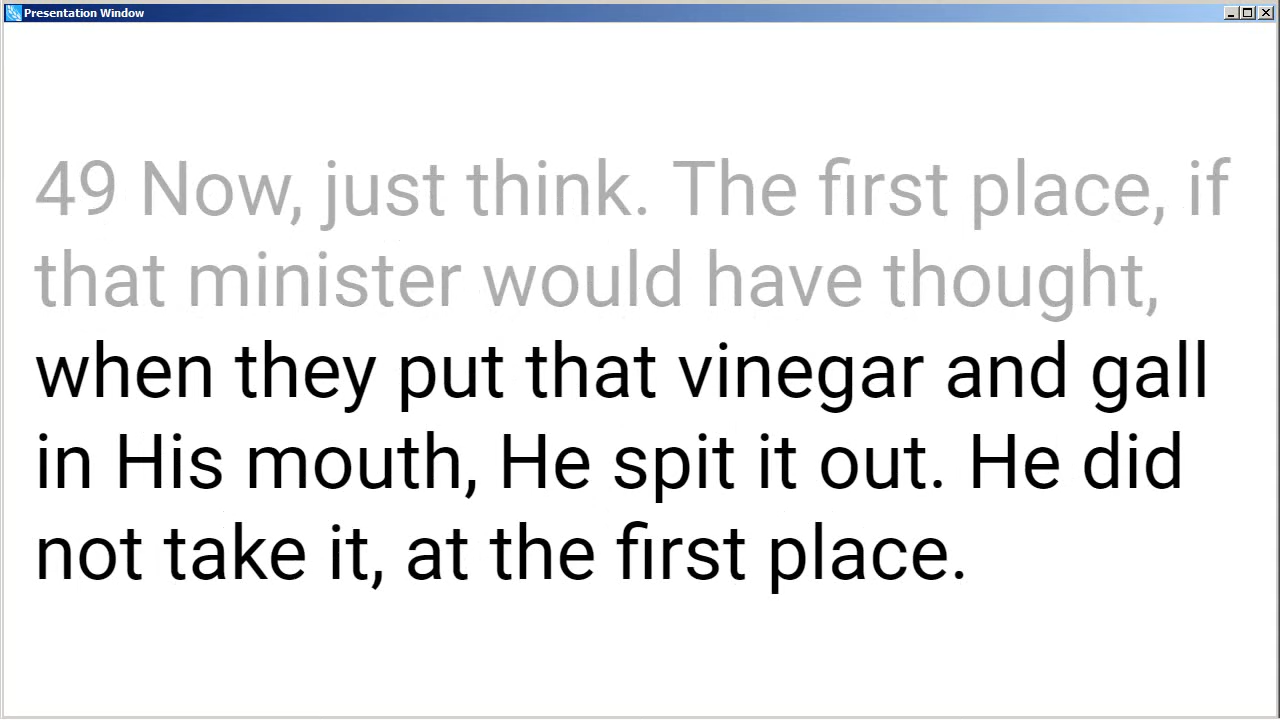 Presentation Window
49 Now, just think. The first place, if
that minister would have thought,
when they put that vinegar and gall
in His mouth, He spit it out. He did
not take it, at the first place.